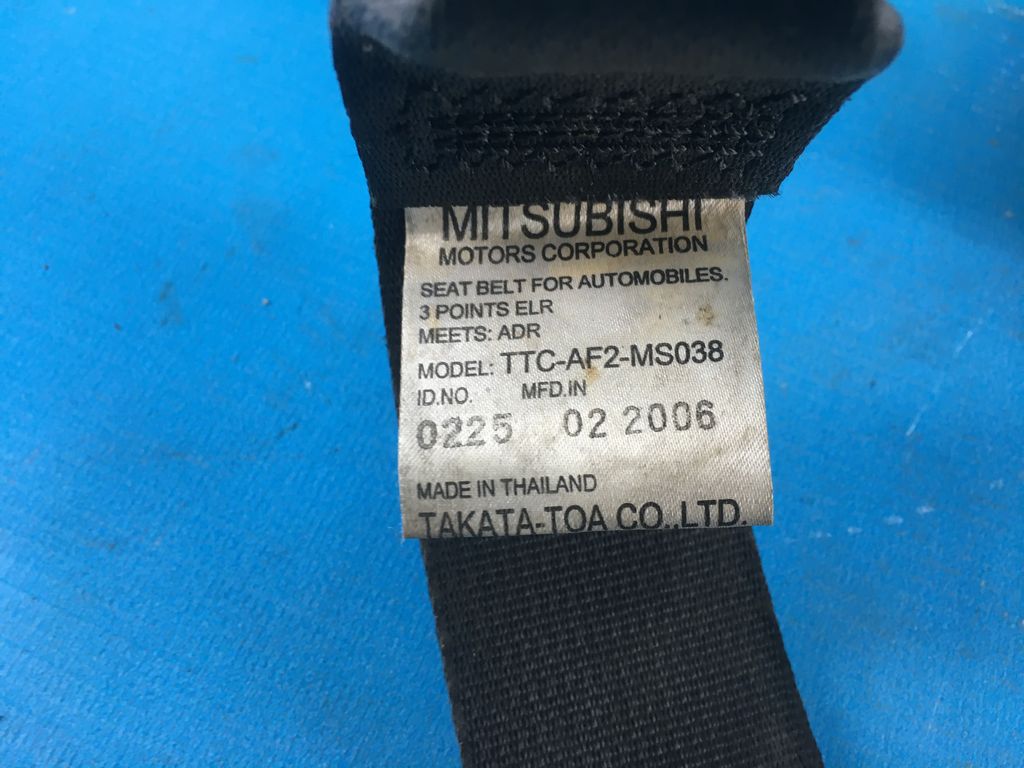 MITSUBISHI
MOTORS CORPORATION
SEAT BELT FOR AUTOMOBILES.
3 POINTS ELR
MEETS: ADR
MODEL: TTC-AF2-MS038
ID.NO. MFD.IN
0225 02 2006
MADE IN THAILAND
TAKATA-TOA CO.,LTD.